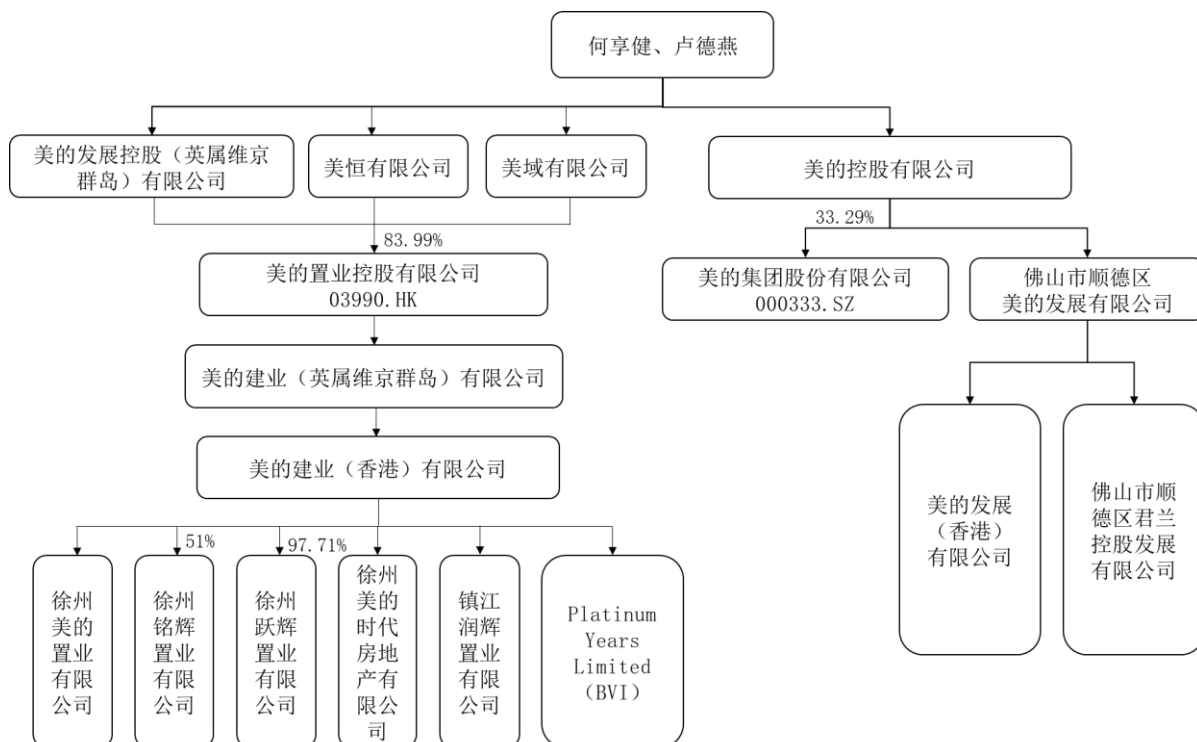 何享健、卢德燕
美的发展控股（英属维京
群岛）有限公司
美恒有限公司
美域有限公司
美的控股有限公司
83.99%
33.29%
美的置业控股有限公司
03990.HK
美的集团股份有限公司
000333.SZ
佛山市顺德区
美的发展有限公司
美的建业（英属维京群岛）有限公司
美的建业（香港）有限公司
美的发展
（香港）
有限公司
佛山市顺
德区君兰
控股发展
有限公司
51%
97.71%
徐州
美的
置业
有限
公司
徐州
铭辉
置业
有限
公司
徐州
跃辉
置业
有限
公司
徐州
美的
时代
房地
产有
限公
司
镇江
润辉
置业
有限
公司
Platinum
Years
Limited
（BVI）